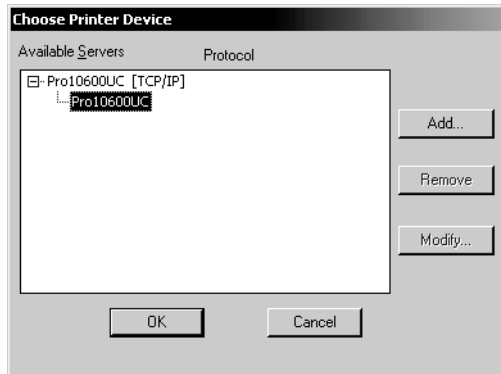 Choose Printer Device
Available Servers Protocol
Pro10600UC [TCP/IP]
Pro10600UC
Add...
Remove
Modify...
OK Cancel